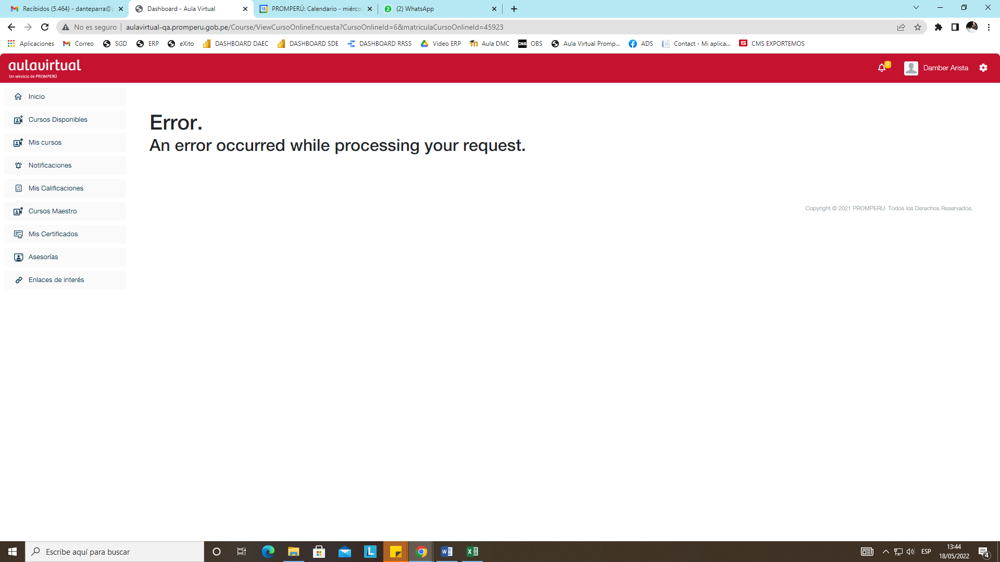 Recibidos (5.464) - danteparra@
Dashboard - Aula Virtual
18
PROMPERÚ: Calendario - miérco
2
(2) WhatsApp
No es seguro
aulavirtual-qa.promperu.gob.pe/Course/ViewCursoOnlineEncuesta?CursoOnlineId=6&matriculaCursoOnlineId=45923
Aplicaciones
Correo
SGD
ERP
eXito
DASHBOARD DAEC
DASHBOARD SDE
DASHBOARD RRSS
Video ERP
Aula DMC
OBS
OBS
Aula Virtual Promp...
ADS
Contact - Mi aplica...
S
CMS EXPORTEMOS
aulavirtual
Un servicio de PROMPERÚ
0
Damber Arista
Inicio
Cursos Disponibles
Mis cursos
Notificaciones
Mis Calificaciones
Cursos Maestro
Mis Certificados
Asesorías
Enlaces de interés
Error.
An error occurred while processing your request.
Copyright © 2021 PROMPERU. Todos los Derechos Reservados.
Escribe aquí para buscar
L
W
X
ESP
13:44
18/05/2022
4